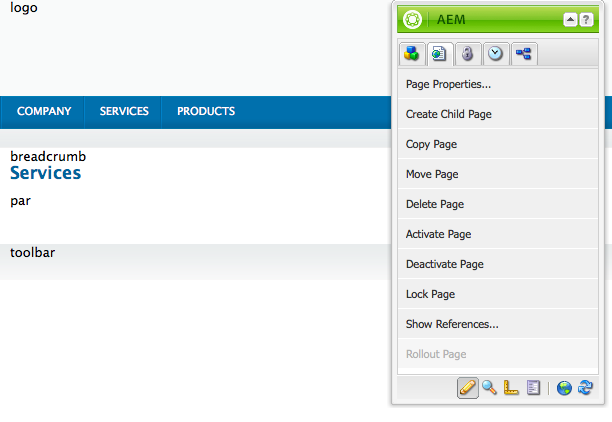 logo
COMPANY SERVICES PRODUCTS
breadcrumb
Services
par
toolbar
AEM
?
Page Properties...
Create Child Page
Copy Page
Move Page
Delete Page
Activate Page
Deactivate Page
Lock Page
Show References...
Rollout Page